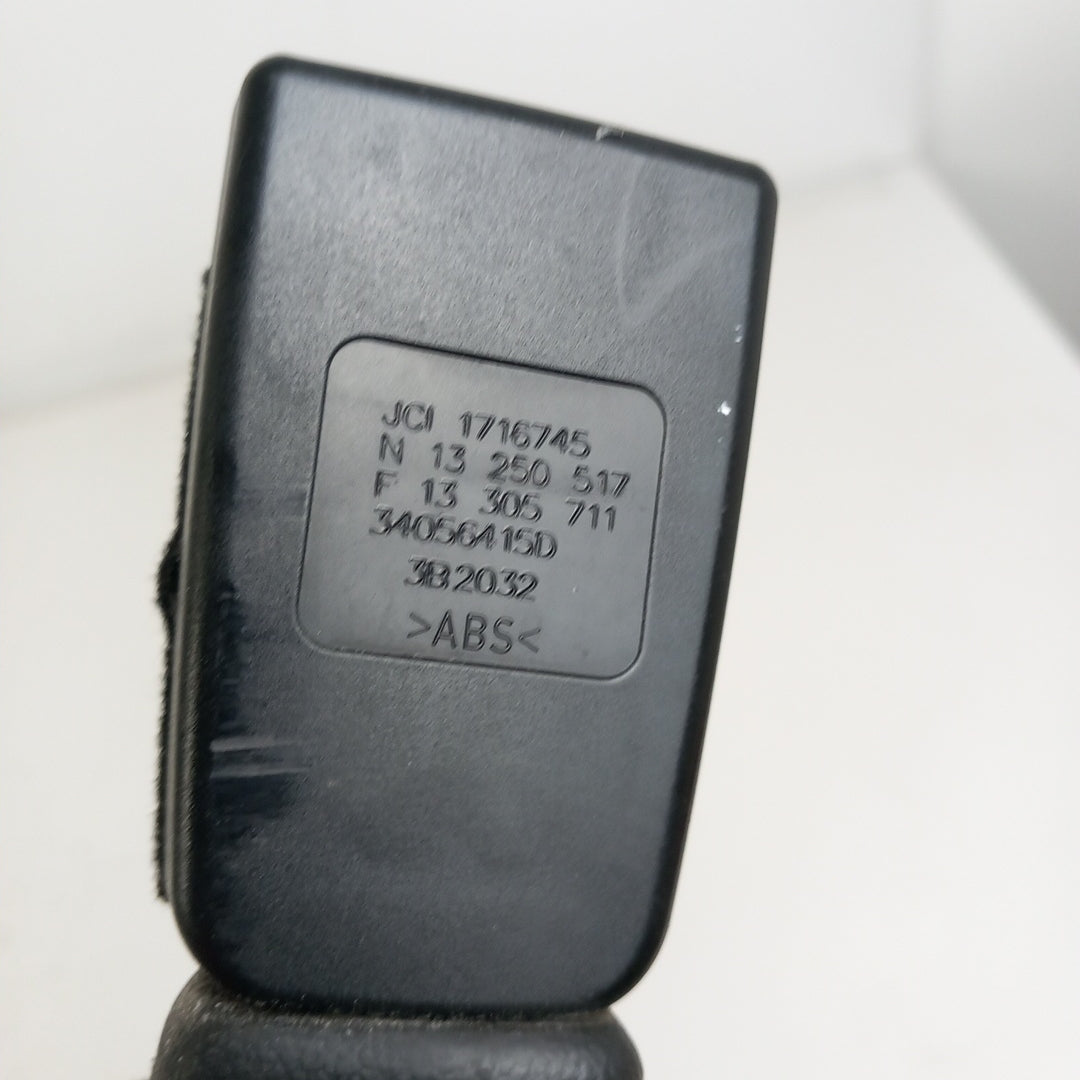 JCI 1716745
N 13 250 517
F 13 305 711
34056415D
3B2032
>ABS<